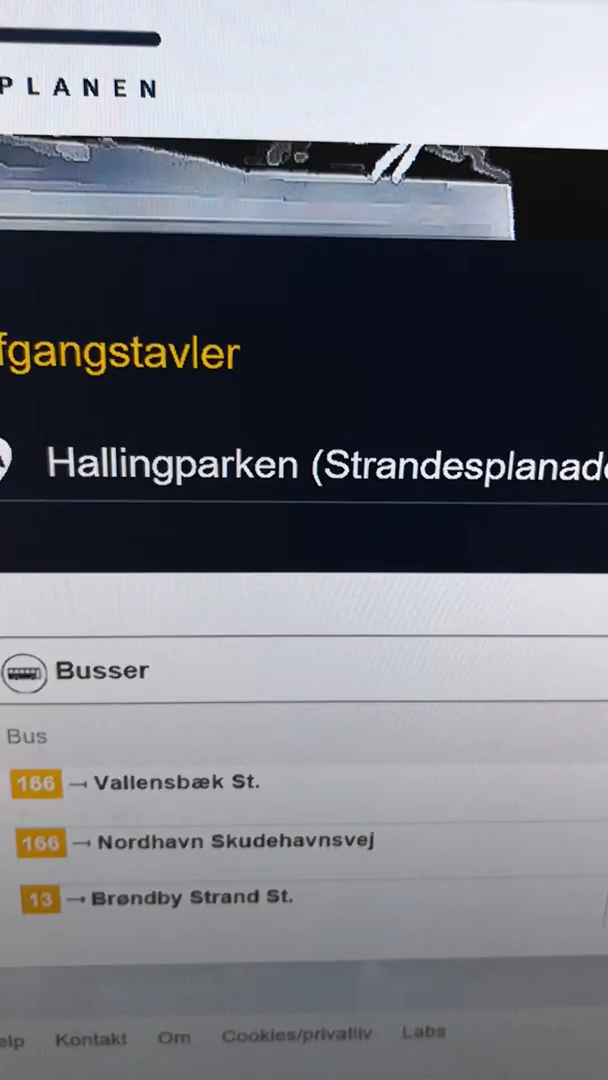 PLANEN
fgangstavler
Hallingparken (Strandesplanad
Busser
Bus
166 → Vallensbæk St.
166 → Nordhavn Skudehavnsvej
13 → Brøndby Strand St.
elp Kontakt Om Cookies/privatliv Labs